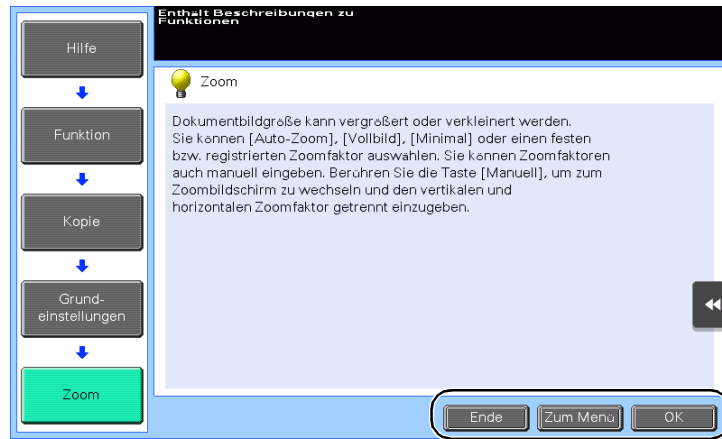 Enthält Beschreibungen zu
Funktionen
Hilfe
Funktion
Kopie
Grund-
einstellungen
Zoom
Zoom
Dokumentbildgröße kann vergrößert oder verkleinert werden.
Sie können [Auto-Zoom], [Vollbild], [Minimal] oder einen festen
bzw. registrierten Zoomfaktor auswählen. Sie können Zoomfaktoren
auch manuell eingeben. Berühren Sie die Taste [Manuell], um zum
Zoombildschirm zu wechseln und den vertikalen und
horizontalen Zoomfaktor getrennt einzugeben.
Ende
Zum Menü
OK